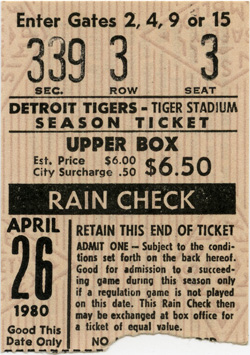 Enter Gates 2, 4, 9 or 15
339 3 3
SEC. ROW SEAT
DETROIT TIGERS - TIGER STADIUM
SEASON TICKET
UPPER BOX
Est. Price $6.00
City Surcharge .50
$6.50
RAIN CHECK
APRIL
26
1980
Good This
Date Only
RETAIN THIS END OF TICKET
ADMIT ONE - Subject to the condi-
tions set forth on the back hereof.
Good for admission to a succeed-
ing game during this season only
if a regulation game is not played
on this date. This Rain Check may
be exchanged at box office for a
ticket of equal value.